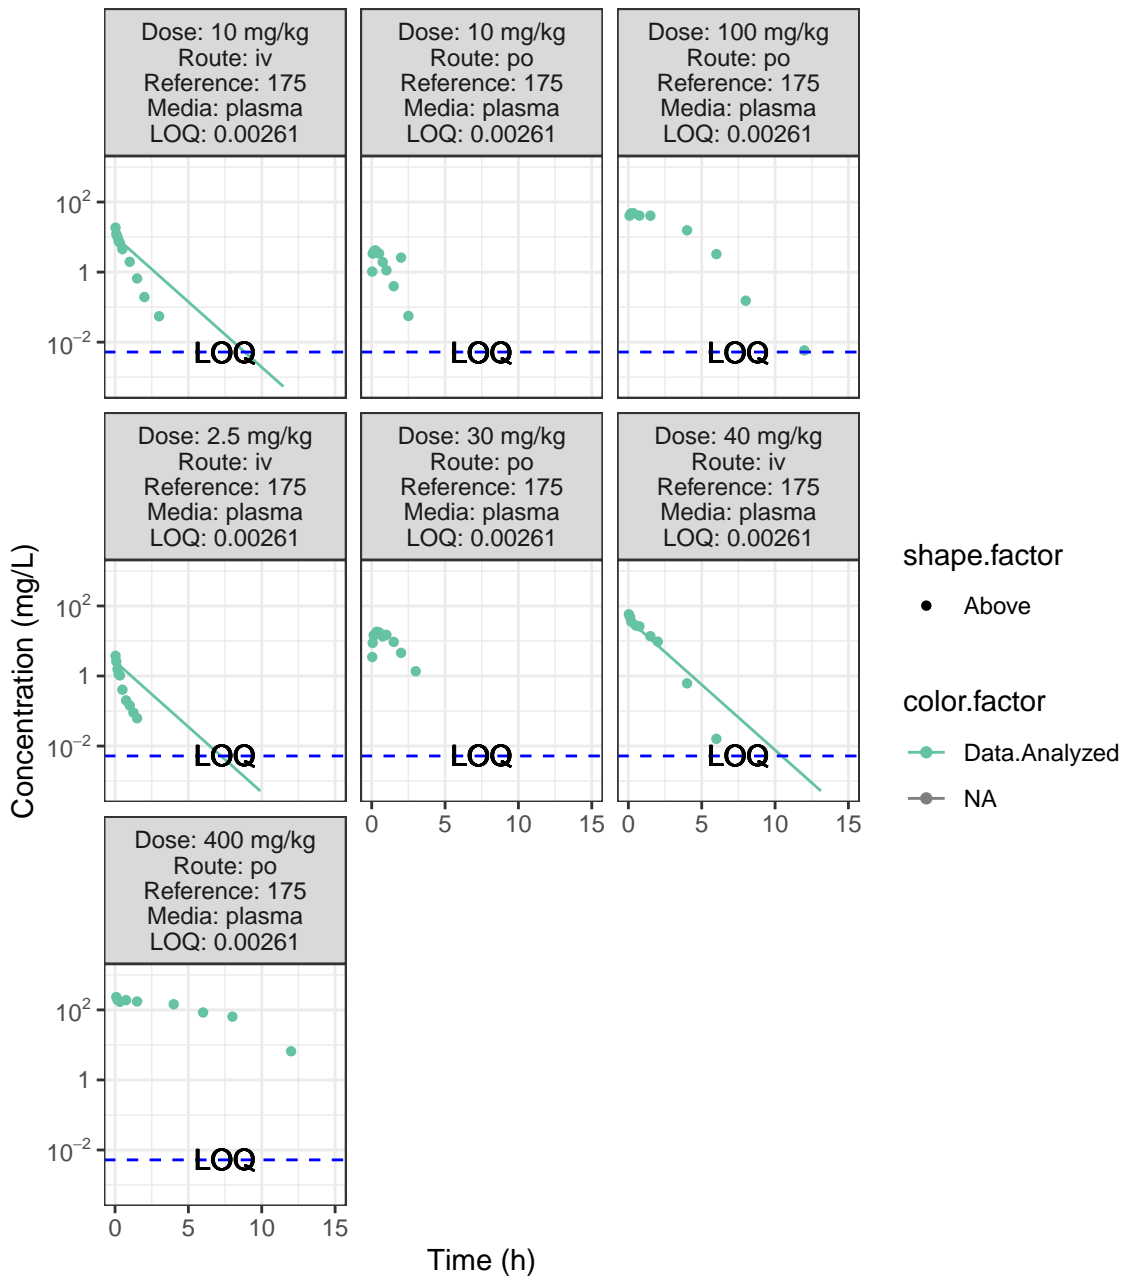 Dose: 10 mg/kg
Route: iv
Reference: 175
Media: plasma
LOQ: 0.00261
Dose: 10 mg/kg
Route: po
Reference: 175
Media: plasma
LOQ: 0.00261
Dose: 100 mg/kg
Route: po
Reference: 175
Media: plasma
LOQ: 0.00261
10²
1
10⁻²
LOQ
LOQ
LOQ
Dose: 2.5 mg/kg
Route: iv
Reference: 175
Media: plasma
LOQ: 0.00261
Dose: 30 mg/kg
Route: po
Reference: 175
Media: plasma
LOQ: 0.00261
Dose: 40 mg/kg
Route: iv
Reference: 175
Media: plasma
LOQ: 0.00261
10²
1
10⁻²
LOQ
LOQ
LOQ
0 5 10 15
0 5 10 15
Dose: 400 mg/kg
Route: po
Reference: 175
Media: plasma
LOQ: 0.00261
10²
1
10⁻²
LOQ
0 5 10 15
Time (h)
Concentration (mg/L)
shape.factor
Above
color.factor
Data.Analyzed
NA